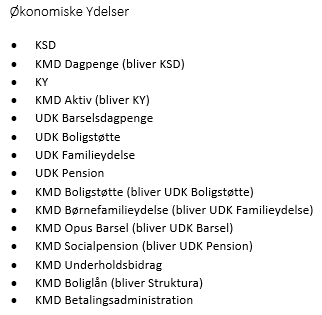 Økonomiske Ydelser
• KSD
• KMD Dagpenge (bliver KSD)
• KY
• KMD Aktiv (bliver KY)
• UDK Barselsdagpenge
• UDK Boligstøtte
• UDK Familieydelse
• UDK Pension
• KMD Boligstøtte (bliver UDK Boligstøtte)
• KMD Børnefamilieydelse (bliver UDK Familieydelse)
• KMD Opus Barsel (bliver UDK Barsel)
• KMD Socialpension (bliver UDK Pension)
• KMD Underholdsbidrag
• KMD Boliglån (bliver Struktura)
• KMD Betalingsadministration